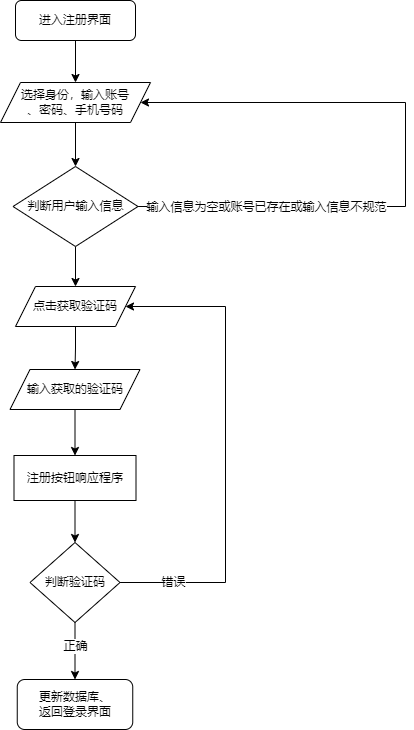 进入注册界面
选择身份，输入账号
、密码、手机号码
判断用户输入信息
输入信息为空或账号已存在或输入信息不规范
点击获取验证码
输入获取的验证码
注册按钮响应程序
判断验证码
错误
正确
更新数据库、
返回登录界面